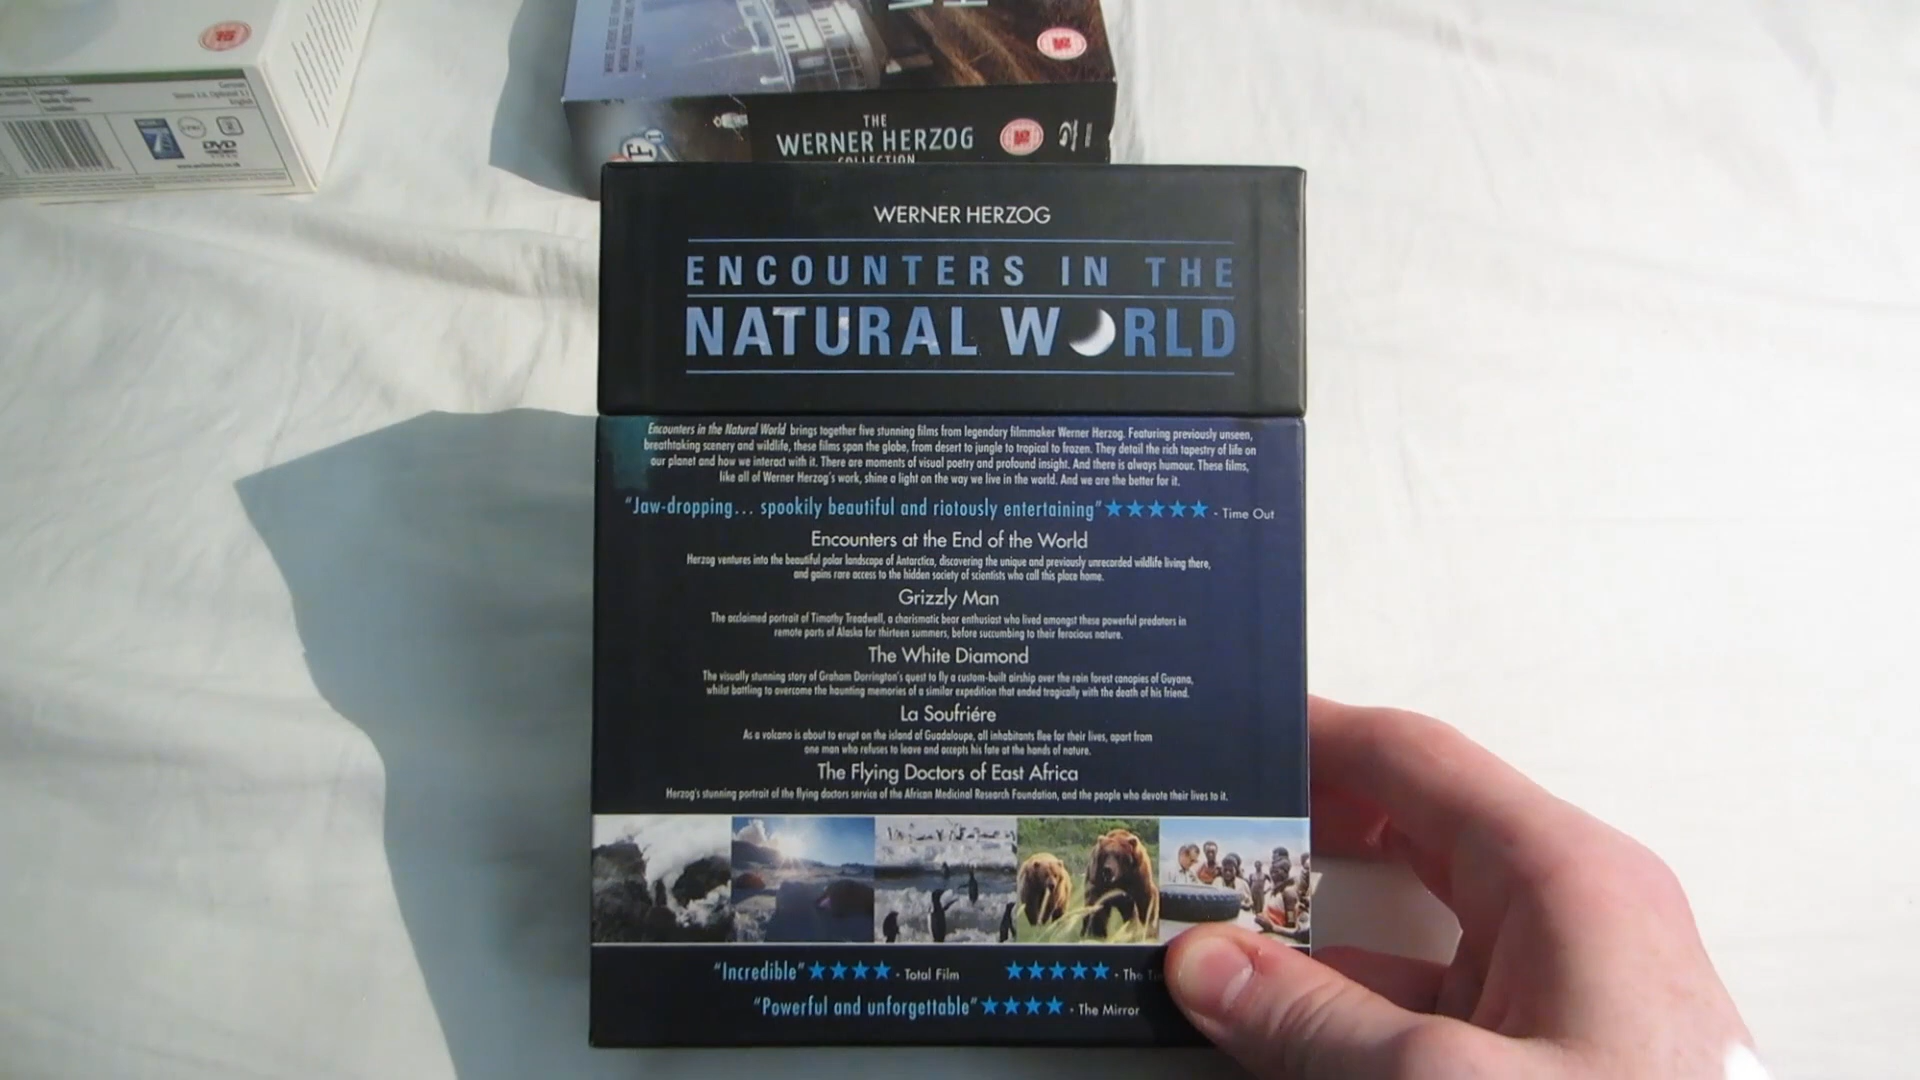 15
DVD
THE
WERNER HERZOG
COLLECTION
15
WERNER HERZOG
ENCOUNTERS IN THE
NATURAL WORLD
Encounters in the Natural World brings together five stunning films from legendary filmmaker Werner Herzog. Featuring previously unseen,
breathtaking scenery and wildlife, these films span the globe, from desert to jungle to tropical to frozen. They detail the rich tapestry of life on
our planet and how we interact with it. There are moments of visual poetry and profound insight. And there is always humour. These films,
like all of Werner Herzog's work, shine a light on the way we live in the world. And we are the better for it.
"Jaw-dropping... spookily beautiful and riotously entertaining" ★★★★★ - Time Out
Encounters at the End of the World
Herzog ventures into the beautiful polar landscape of Antarctica, discovering the unique and previously unrecorded wildlife living there,
and gains rare access to the hidden society of scientists who call this place home.
Grizzly Man
The acclaimed portrait of Timothy Treadwell, a charismatic bear enthusiast who lived amongst these powerful predators in
remote parts of Alaska for thirteen summers, before succumbing to their ferocious nature.
The White Diamond
The visually stunning story of Graham Dorrington's quest to fly a custom-built airship over the rain forest canopies of Guyana,
whilst battling to overcome the haunting memories of a similar expedition that ended tragically with the death of his friend.
La Soufriére
As a volcano is about to erupt on the island of Guadaloupe, all inhabitants flee for their lives, apart from
one man who refuses to leave and accepts his fate at the hands of nature.
The Flying Doctors of East Africa
Herzog's stunning portrait of the flying doctors service of the African Medicinal Research Foundation, and the people who devote their lives to it.
"Incredible" ★★★★ - Total Film ★★★★★ - The
"Powerful and unforgettable" ★★★★ - The Mirror